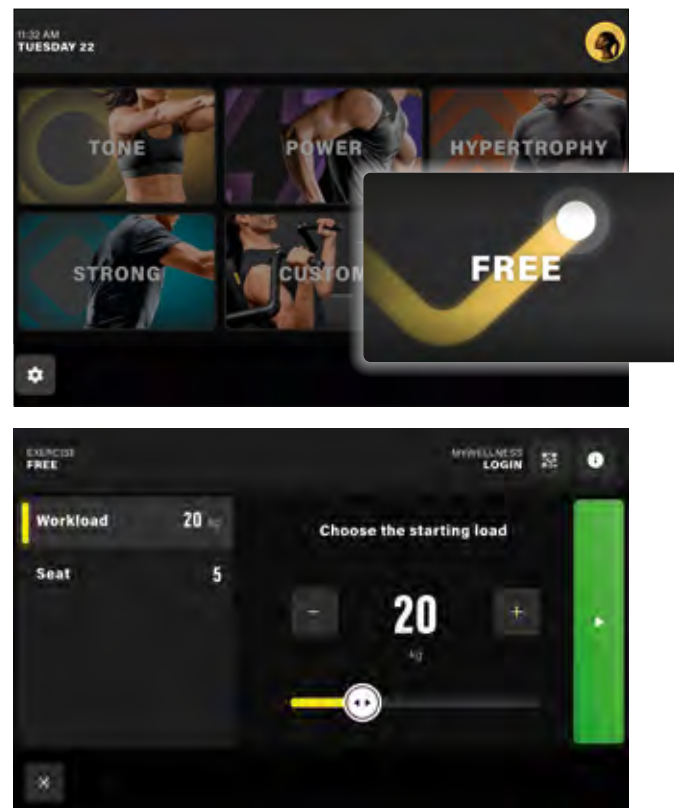 11:32 AM
TUESDAY 22
TONE
POWER
HYPERTROPHY
STRONG
CUSTOM
FREE
EXERCISE
FREE
MYWELLNESS
LOGIN
Workload 20 kg
Seat 5
Choose the starting load
- 20 +
kg